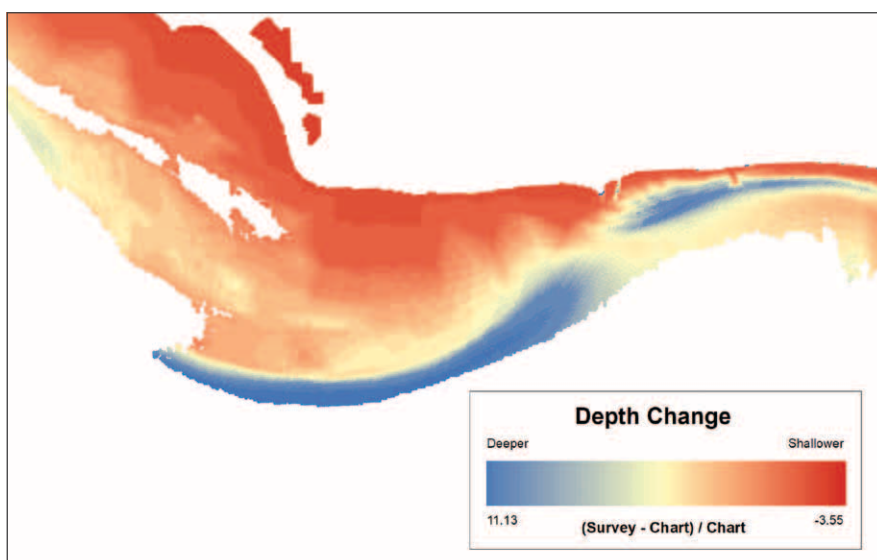 Depth Change
Deeper Shallower
11.13 (Survey - Chart) / Chart -3.55